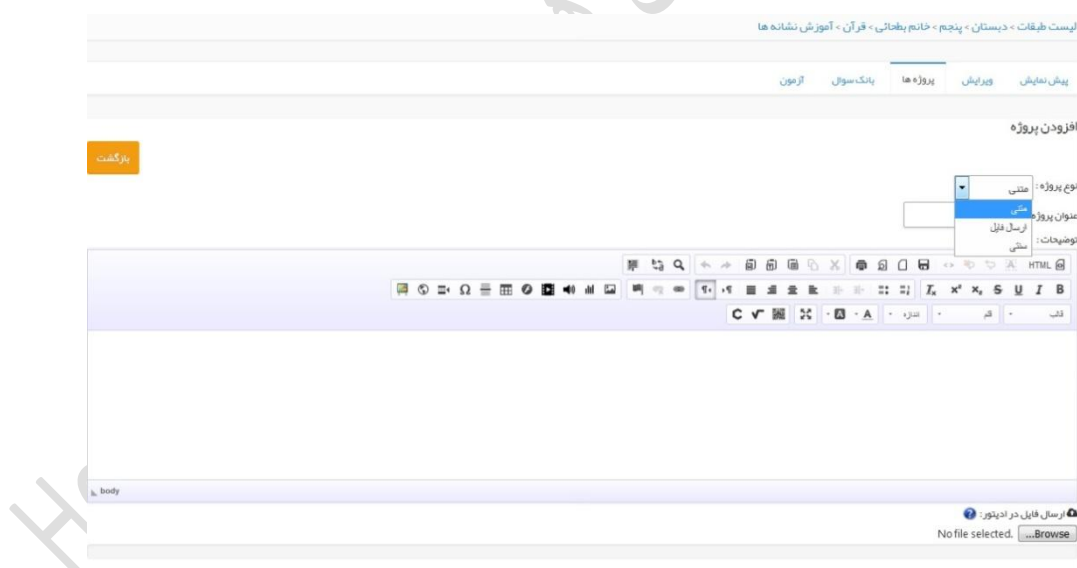 لیست طبقات > دبستان > پنجم > خانم بطحائی > قرآن > آموزش نشانه ها
پیش نمایش ویرایش پروژه ها بانک سوال آزمون
افزودن پروژه
بازگشت
نوع پروژه : متنی
متنی
عنوان پروژه
ارسال فایل
توضیحات :
سنتی
HTML
قالب قلم اندازه
body
ارسال فایل در ادیتور :
No file selected. Browse...